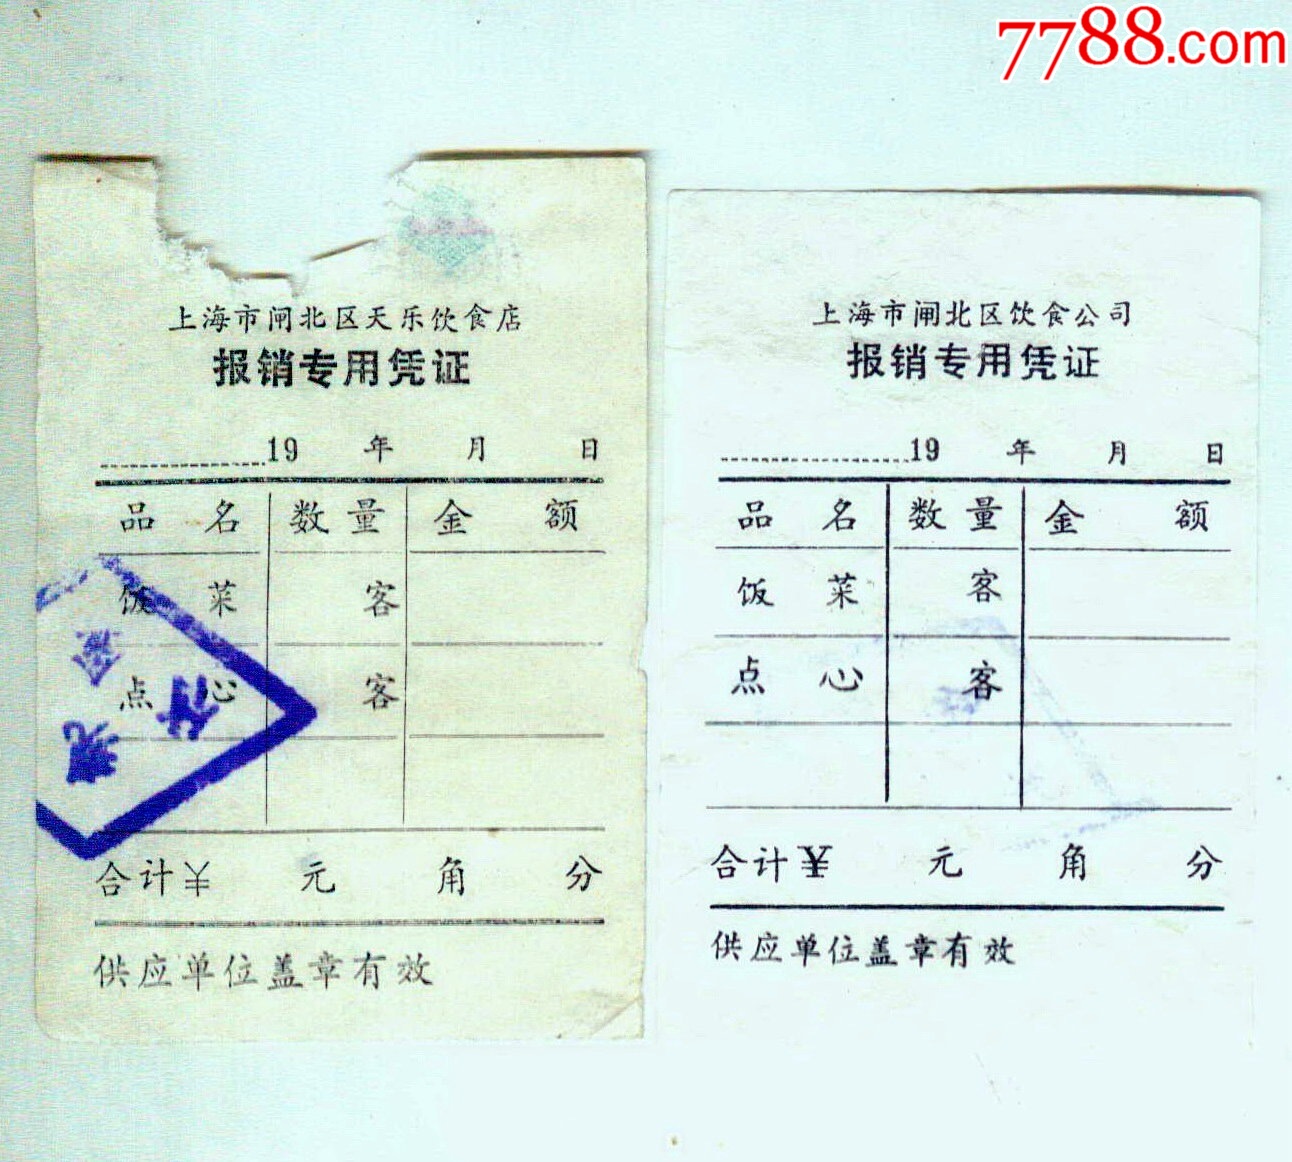 7788.com
上海市闸北区天乐饮食店
报销专用凭证
19 年 月 日
品名 数量 金额
饭菜 客
点心 客
合计¥ 元 角 分
供应单位盖章有效
上海市闸北区饮食公司
报销专用凭证
19 年 月 日
品名 数量 金额
饭菜 客
点心 客
合计¥ 元 角 分
供应单位盖章有效